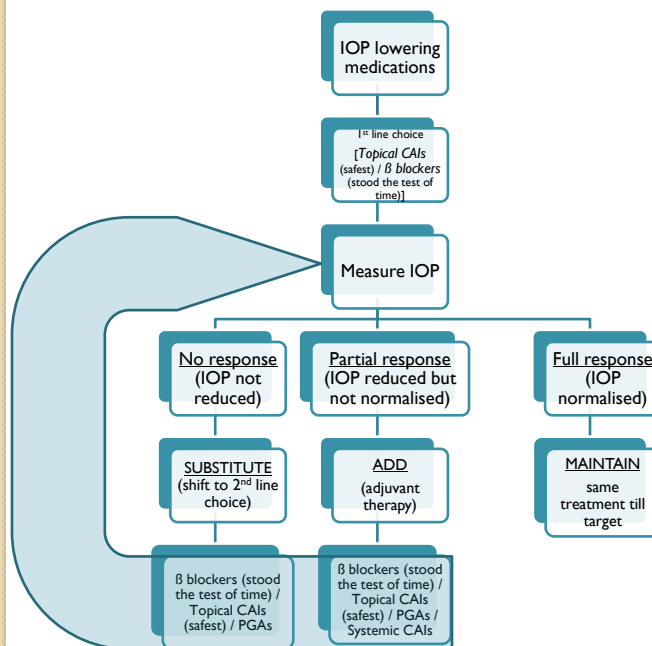 IOP lowering
medications
1st line choice
[Topical CAIs
(safest) / ß blockers
(stood the test of
time)]
Measure IOP
No response
(IOP not
reduced)
Partial response
(IOP reduced but
not normalised)
Full response
(IOP
normalised)
SUBSTITUTE
(shift to 2nd line
choice)
ADD
(adjuvant
therapy)
MAINTAIN
same
treatment till
target
ß blockers (stood
the test of time) /
Topical CAIs
(safest) / PGAs
ß blockers (stood
the test of time) /
Topical CAIs
(safest) / PGAs /
Systemic CAIs